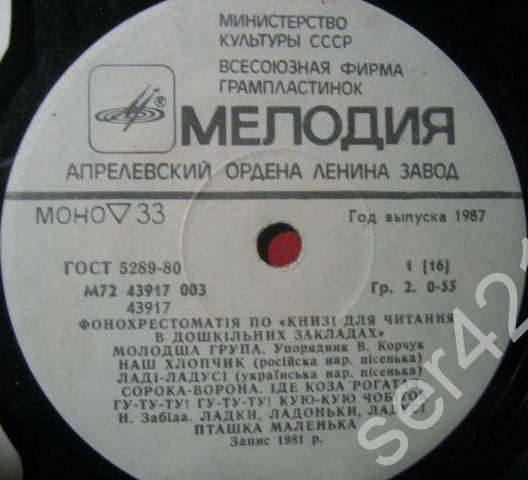 МИНИСТЕРСТВО
КУЛЬТУРЫ СССР
ВСЕСОЮЗНАЯ ФИРМА
ГРАМПЛАСТИНОК
®
МЕЛОДИЯ
АПРЕЛЕВСКИЙ ОРДЕНА ЛЕНИНА ЗАВОД
МОНО ▽ 33
Год выпуска 1987
ГОСТ 5289-80
1 [16]
М72 43917 003
Гр. 2. 0-55
43917
ФОНОХРЕСТОМАТІЯ ПО «КНИЗІ ДЛЯ ЧИТАННЯ
В ДОШКІЛЬНИХ ЗАКЛАДАХ»
МОЛОДША ГРУПА. Упорядник В. Корчук
НАШ ХЛОПЧИК (російська нар. пісенька)
ЛАДІ-ЛАДУСІ (українська нар. пісенька)
СОРОКА-ВОРОНА. ІДЕ КОЗА РОГАТА.
ГУ-ТУ-ТУ! ГУ-ТУ-ТУ! КУЮ-КУЮ ЧОБІТОК
Н. Забіла. ЛАДКИ, ЛАДОНЬКИ, ЛАДУСІ
ПТАШКА МАЛЕНЬКА
Запис 1981 р.
ser421